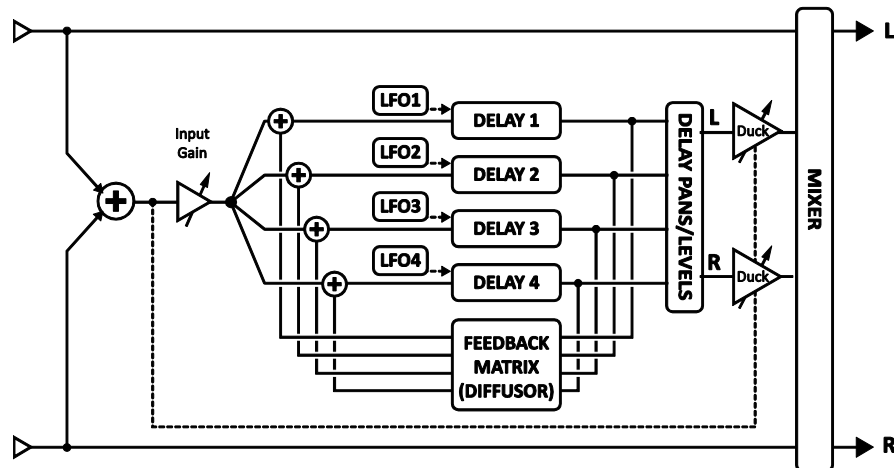 L
Input
Gain
LFO1
DELAY 1
LFO2
DELAY 2
LFO3
DELAY 3
LFO4
DELAY 4
FEEDBACK
MATRIX
(DIFFUSOR)
DELAY PANS/LEVELS
L
Duck
R
Duck
MIXER
R